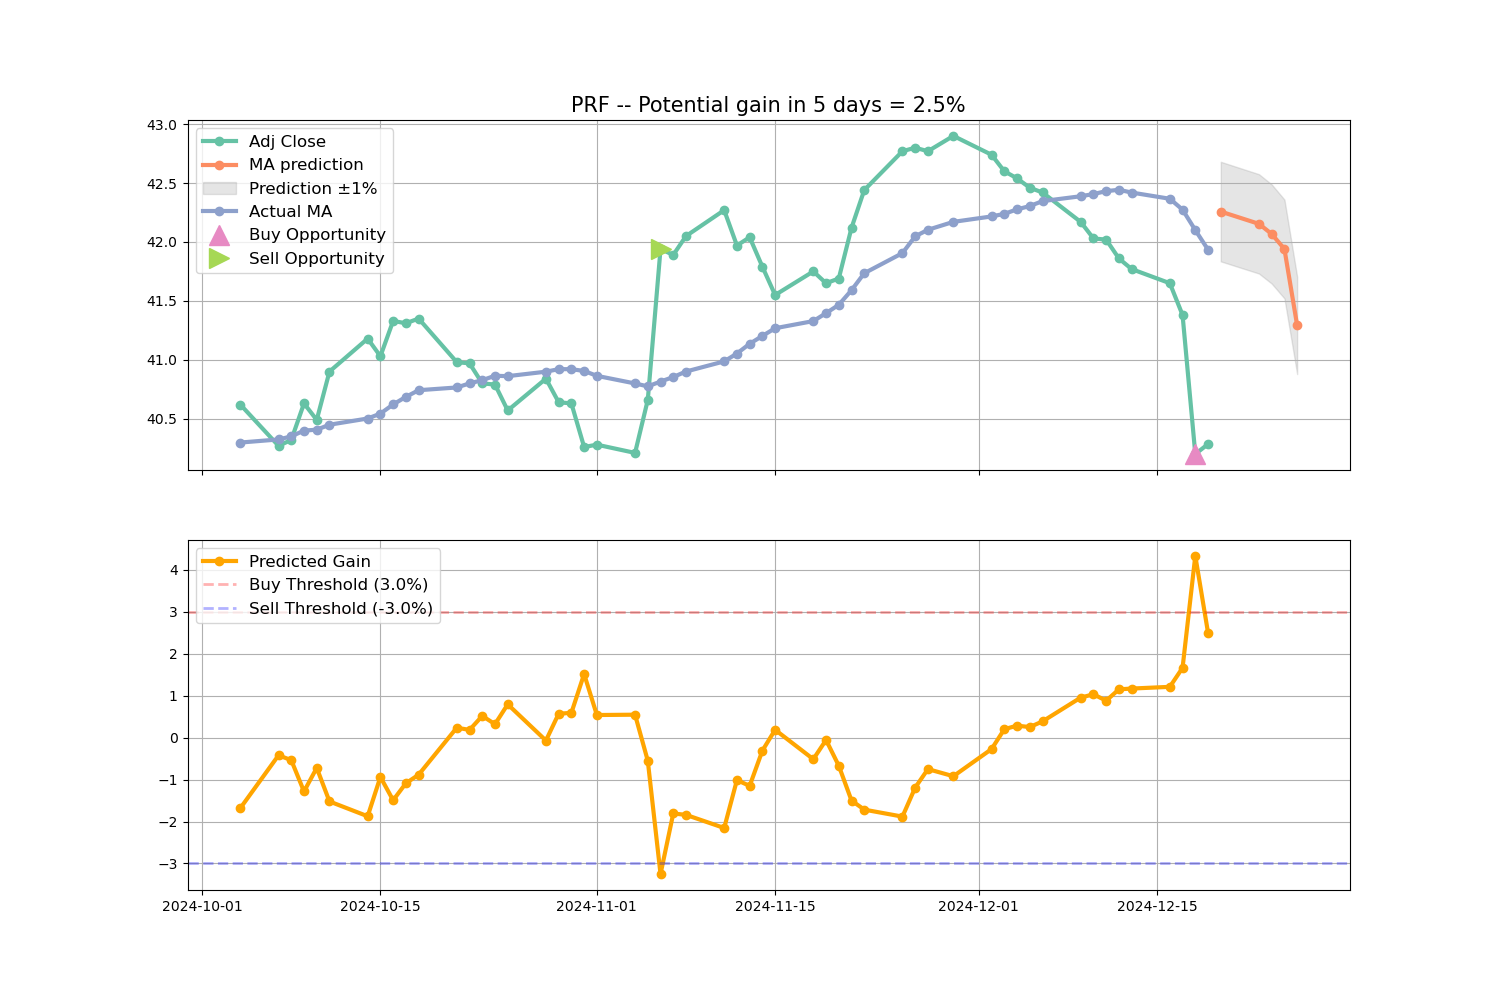 PRF -- Potential gain in 5 days = 2.5%
43.0
42.5
42.0
41.5
41.0
40.5
Adj Close
MA prediction
Prediction ±1%
Actual MA
Buy Opportunity
Sell Opportunity
4
3
2
1
0
−1
−2
−3
Predicted Gain
Buy Threshold (3.0%)
Sell Threshold (-3.0%)
2024-10-01
2024-10-15
2024-11-01
2024-11-15
2024-12-01
2024-12-15